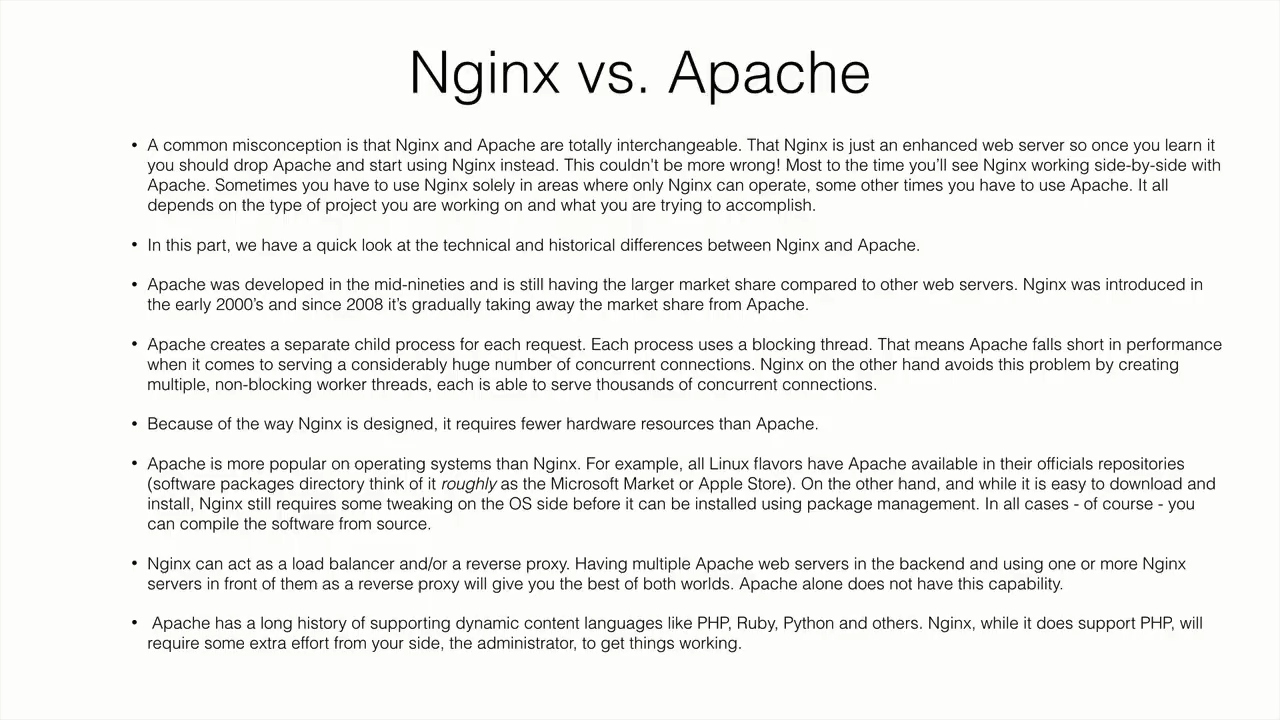 Nginx vs. Apache
• A common misconception is that Nginx and Apache are totally interchangeable. That Nginx is just an enhanced web server so once you learn it
you should drop Apache and start using Nginx instead. This couldn't be more wrong! Most to the time you'll see Nginx working side-by-side with
Apache. Sometimes you have to use Nginx solely in areas where only Nginx can operate, some other times you have to use Apache. It all
depends on the type of project you are working on and what you are trying to accomplish.
• In this part, we have a quick look at the technical and historical differences between Nginx and Apache.
• Apache was developed in the mid-nineties and is still having the larger market share compared to other web servers. Nginx was introduced in
the early 2000's and since 2008 it's gradually taking away the market share from Apache.
• Apache creates a separate child process for each request. Each process uses a blocking thread. That means Apache falls short in performance
when it comes to serving a considerably huge number of concurrent connections. Nginx on the other hand avoids this problem by creating
multiple, non-blocking worker threads, each is able to serve thousands of concurrent connections.
• Because of the way Nginx is designed, it requires fewer hardware resources than Apache.
• Apache is more popular on operating systems than Nginx. For example, all Linux flavors have Apache available in their officials repositories
(software packages directory think of it roughly as the Microsoft Market or Apple Store). On the other hand, and while it is easy to download and
install, Nginx still requires some tweaking on the OS side before it can be installed using package management. In all cases - of course - you
can compile the software from source.
• Nginx can act as a load balancer and/or a reverse proxy. Having multiple Apache web servers in the backend and using one or more Nginx
servers in front of them as a reverse proxy will give you the best of both worlds. Apache alone does not have this capability.
• Apache has a long history of supporting dynamic content languages like PHP, Ruby, Python and others. Nginx, while it does support PHP, will
require some extra effort from your side, the administrator, to get things working.